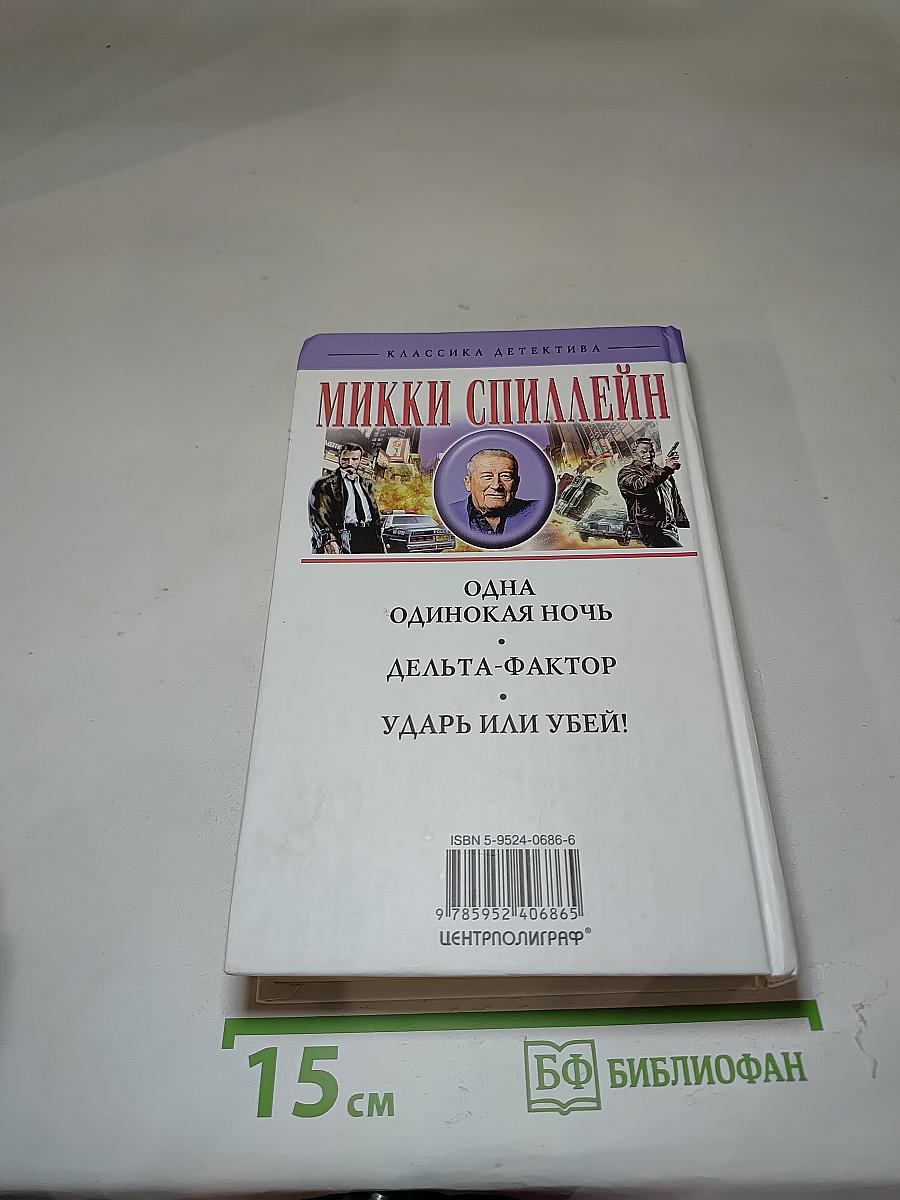 КЛАССИКА ДЕТЕКТИВА
МИККИ СПИЛЛЕЙН
ОДНА
ОДИНОКАЯ НОЧЬ
•
ДЕЛЬТА-ФАКТОР
•
УДАРЬ ИЛИ УБЕЙ!
ISBN 5-9524-0686-6
9 785952 406865
ЦЕНТРПОЛИГРАФ®
15 см
БФ БИБЛИОФАН